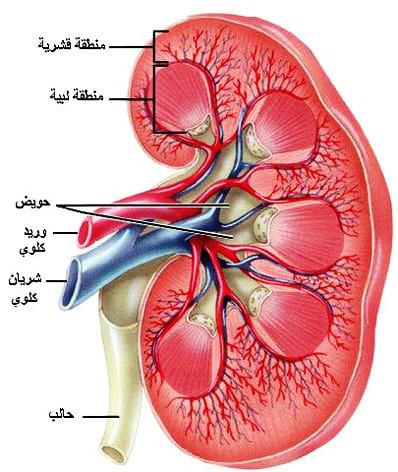 منطقة قشرية
منطقة لبية
حويض
وريد
كلوي
شريان
كلوي
حالب